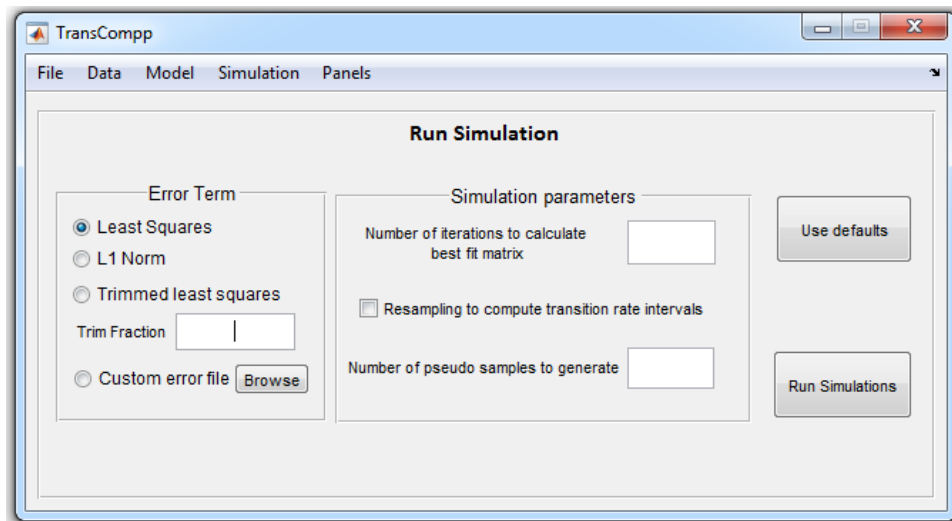 TransCompp
File Data Model Simulation Panels
Run Simulation
Error Term
Least Squares
L1 Norm
Trimmed least squares
Trim Fraction
Custom error file Browse
Simulation parameters
Number of iterations to calculate
best fit matrix
Resampling to compute transition rate intervals
Number of pseudo samples to generate
Use defaults
Run Simulations